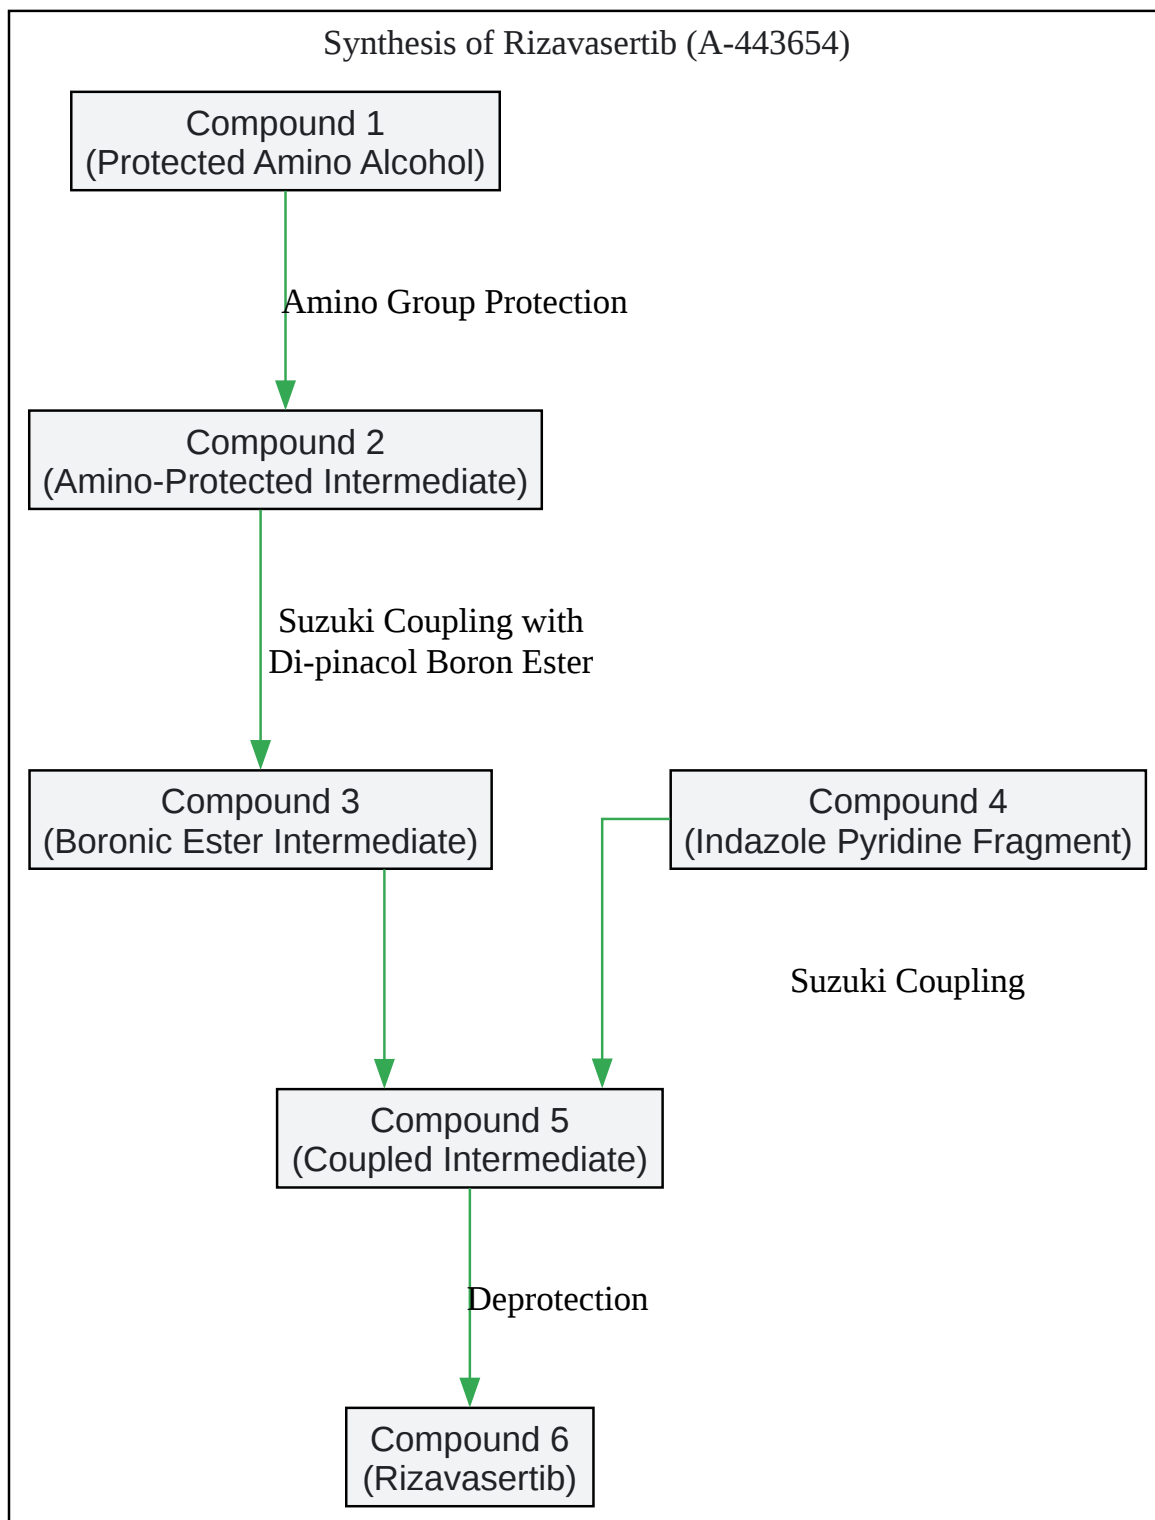 Synthesis of Rizavasertib (A-443654)
Compound 1
(Protected Amino Alcohol)
Amino Group Protection
Compound 2
(Amino-Protected Intermediate)
Suzuki Coupling with
Di-pinacol Boron Ester
Compound 3
(Boronic Ester Intermediate)
Compound 4
(Indazole Pyridine Fragment)
Suzuki Coupling
Compound 5
(Coupled Intermediate)
Deprotection
Compound 6
(Rizavasertib)